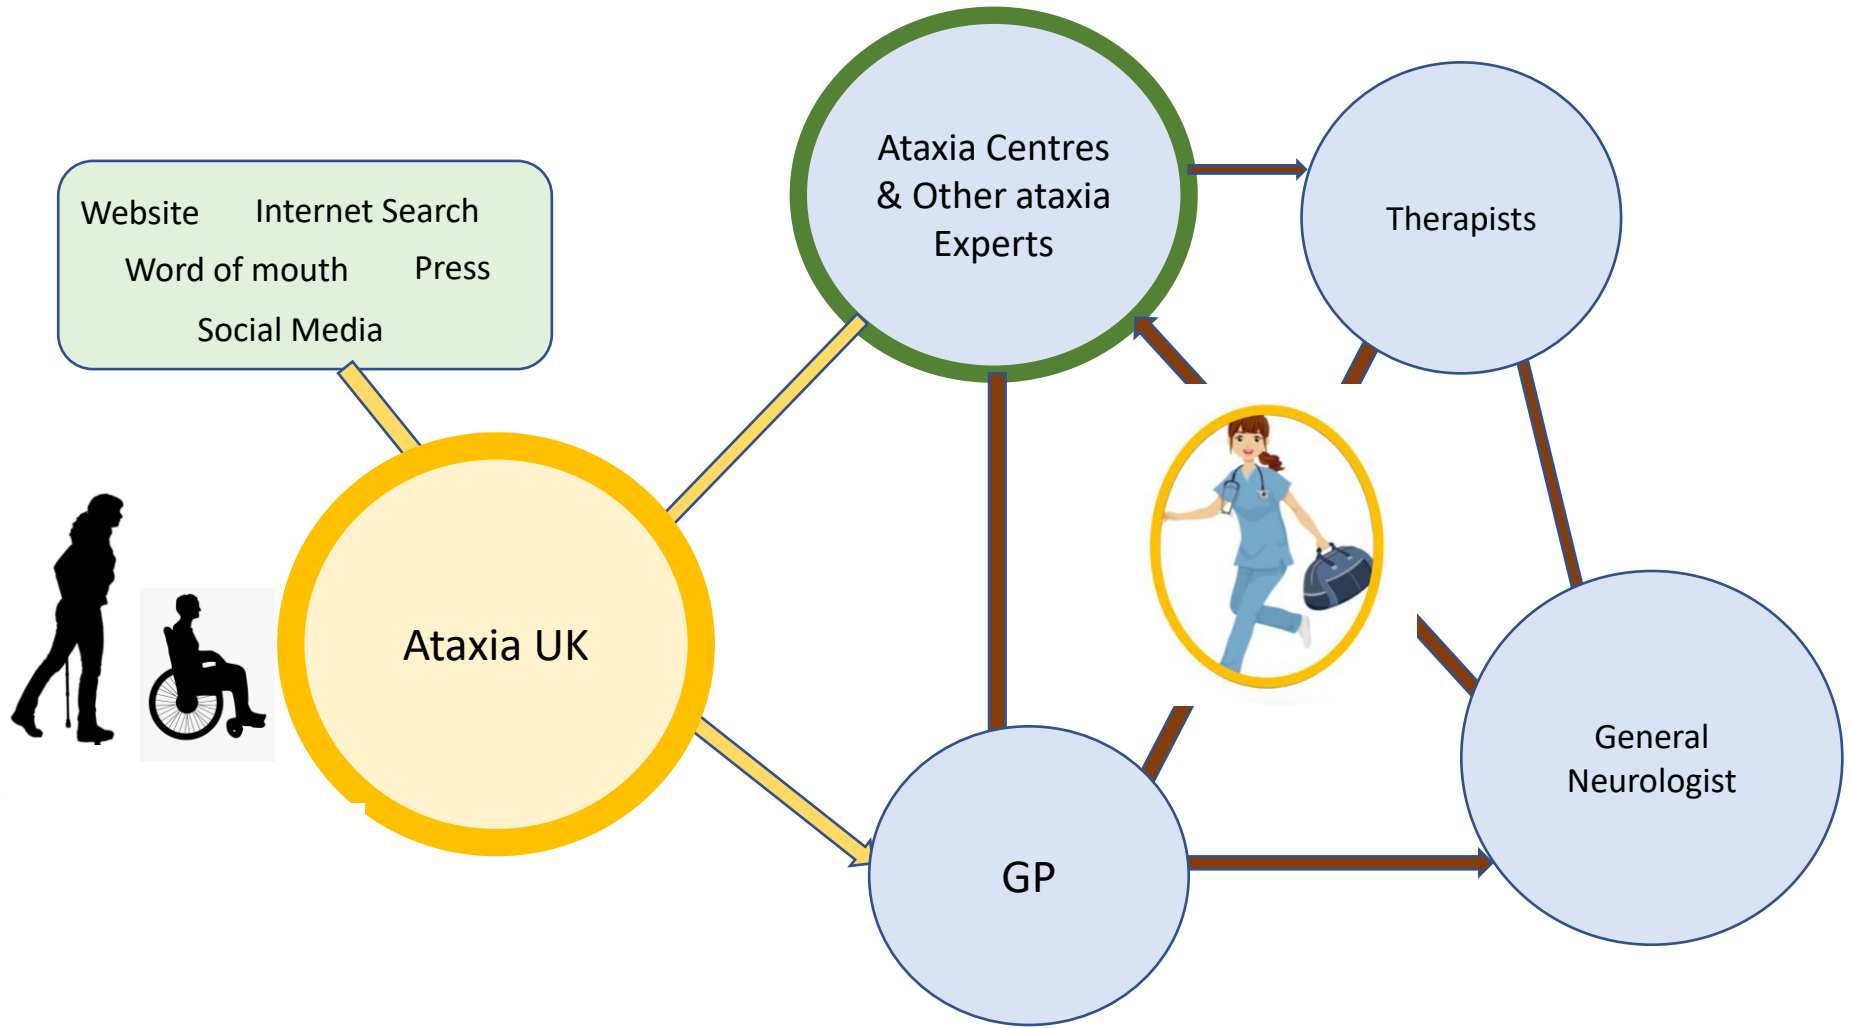 Ataxia Centres
& Other ataxia
Experts
Therapists
Website
Internet Search
Word of mouth
Press
Social Media
Ataxia UK
General
Neurologist
GP